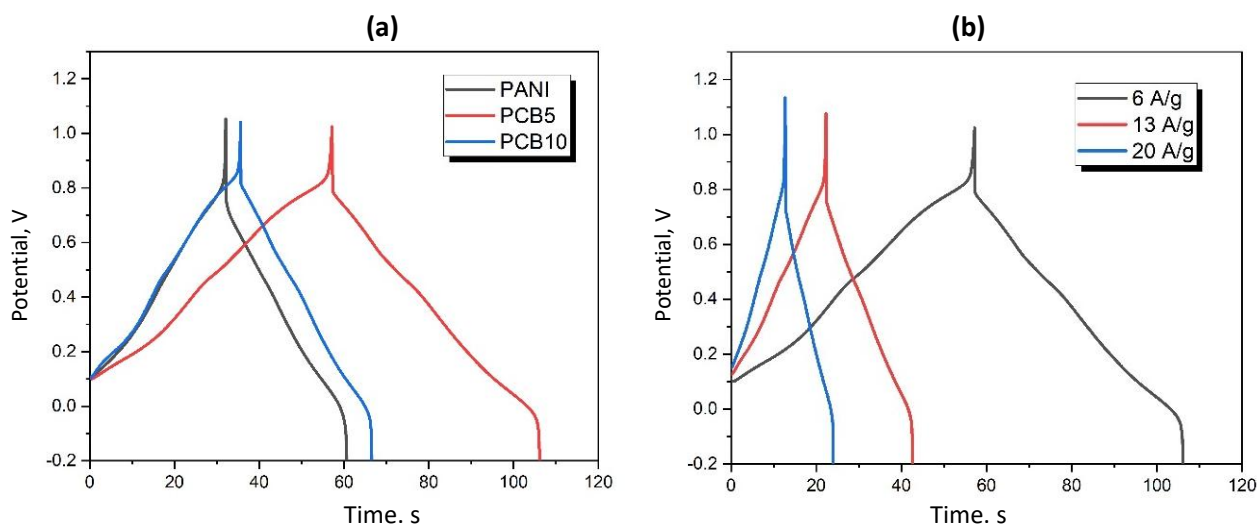 (a)
PANI
PCB5
PCB10
Potential, V
1.2
1.0
0.8
0.6
0.4
0.2
0.0
-0.2
0 20 40 60 80 100 120
Time. s
(b)
6 A/g
13 A/g
20 A/g
Potential, V
1.2
1.0
0.8
0.6
0.4
0.2
0.0
-0.2
0 20 40 60 80 100 120
Time. s